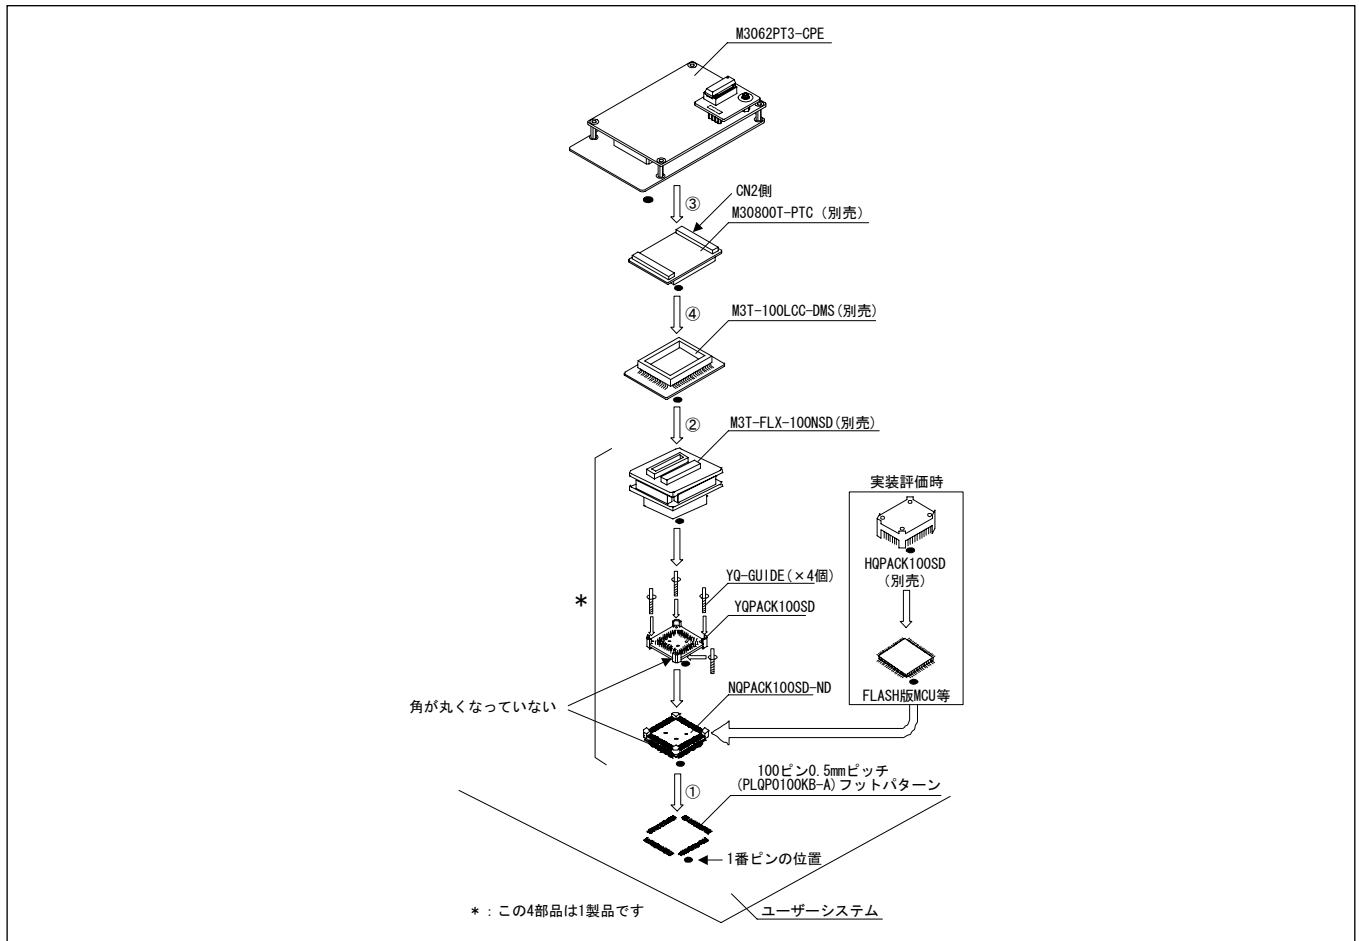 M3062PT3-CPE
③
CN2側
M30800T-PTC (別売)
④
M3T-100LCC-DMS(別売)
②
M3T-FLX-100NSD(別売)
実装評価時
HQPACK100SD
(別売)
YQ-GUIDE(×4個)
*
YQPACK100SD
FLASH版MCU等
NQPACK100SD-ND
角が丸くなっていない
100ピン0.5mmピッチ
(PLQP0100KB-A)フットパターン
①
1番ピンの位置
* : この4部品は1製品です
ユーザーシステム